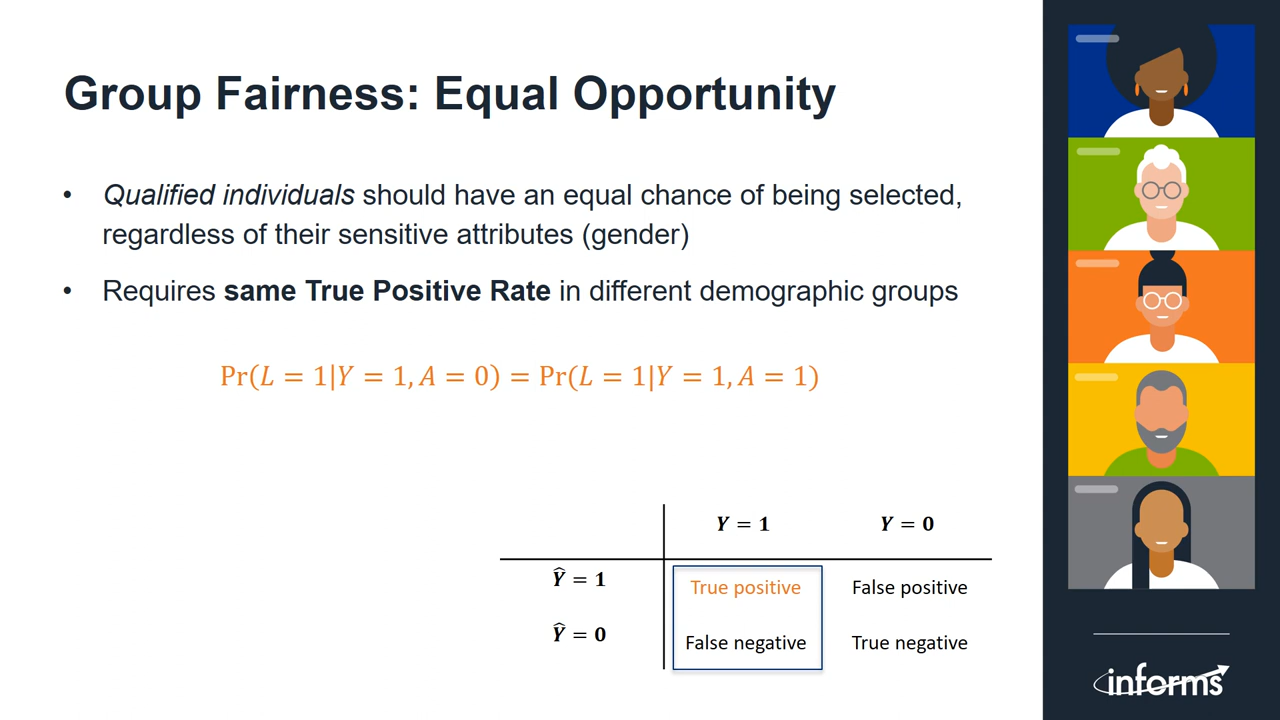 Group Fairness: Equal Opportunity
• Qualified individuals should have an equal chance of being selected,
regardless of their sensitive attributes (gender)
• Requires same True Positive Rate in different demographic groups
Pr(L = 1|Y = 1, A = 0) = Pr(L = 1|Y = 1, A = 1)
Y = 1 Y = 0
Ŷ = 1 True positive False positive
Ŷ = 0 False negative True negative
informs